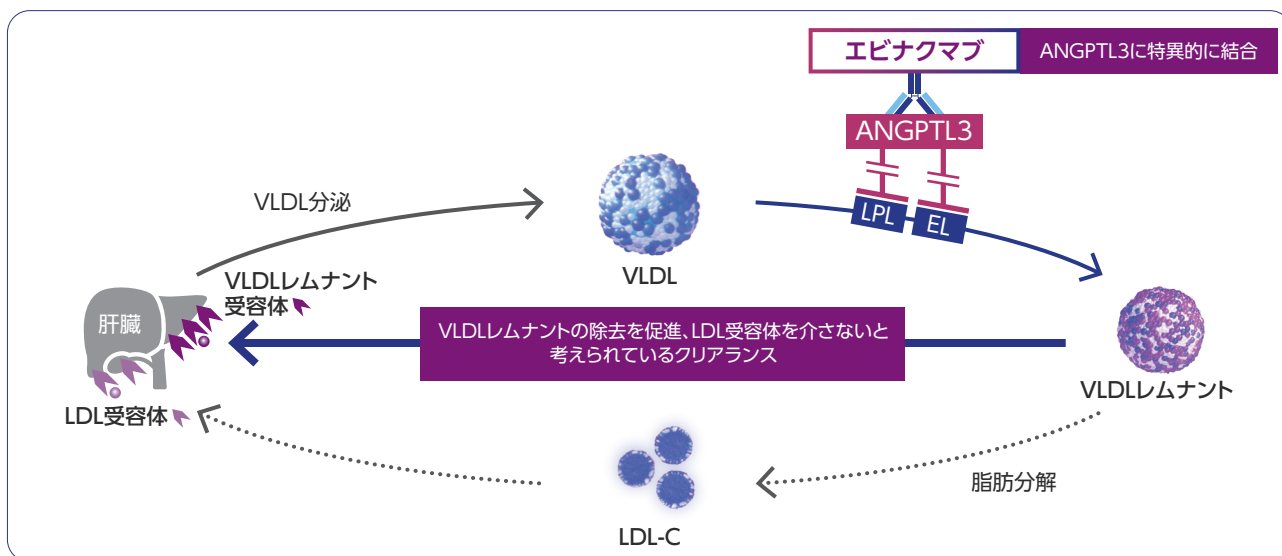 エビナクマブ
ANGPTL3に特異的に結合
ANGPTL3
LPL
EL
VLDL分泌
VLDL
VLDLレムナント
受容体
肝臓
VLDLレムナントの除去を促進、LDL受容体を介さないと
考えられているクリアランス
VLDLレムナント
LDL受容体
脂肪分解
LDL-C